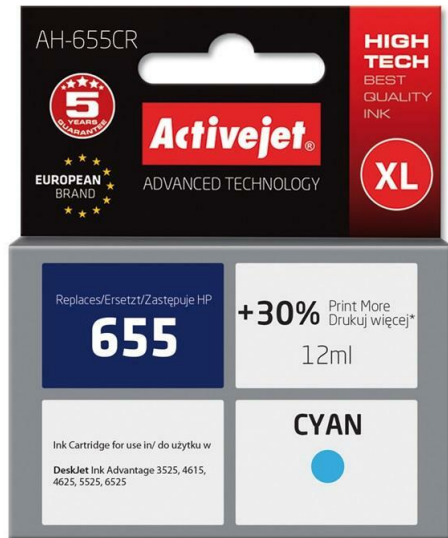 AH-655CR
HIGH
TECH
BEST
QUALITY
INK
5
YEARS
GUARANTEE
Activejet®
EUROPEAN
BRAND
ADVANCED TECHNOLOGY
XL
Replaces/Ersetzt/Zastępuje HP
655
+30% Print More
Drukuj więcej*
12ml
Ink Cartridge for use in/ do użytku w
DeskJet Ink Advantage 3525, 4615,
4625, 5525, 6525
CYAN